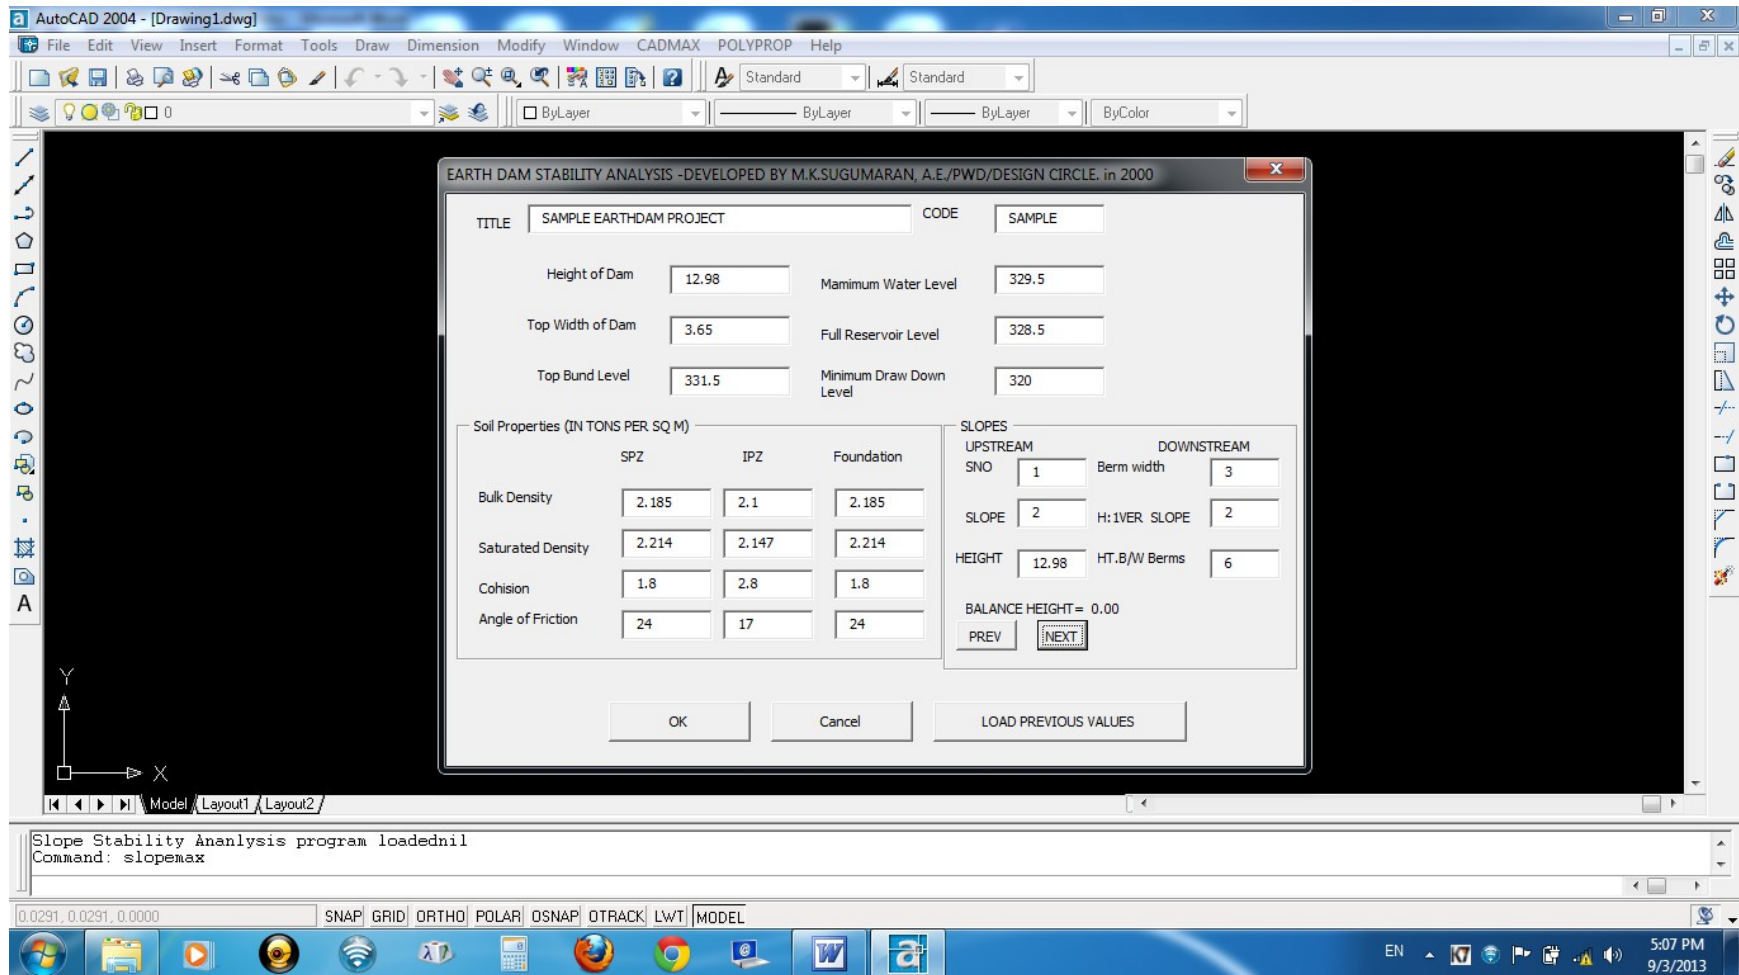 AutoCAD 2004 - [Drawing1.dwg]
File Edit View Insert Format Tools Draw Dimension Modify Window CADMAX POLYPROP Help
Standard Standard
0 ByLayer ByLayer ByLayer ByColor
EARTH DAM STABILITY ANALYSIS -DEVELOPED BY M.K.SUGUMARAN, A.E./PWD/DESIGN CIRCLE. in 2000
TITLE SAMPLE EARTHDAM PROJECT CODE SAMPLE
Height of Dam 12.98 Mamimum Water Level 329.5
Top Width of Dam 3.65 Full Reservoir Level 328.5
Top Bund Level 331.5 Minimum Draw Down Level 320
Soil Properties (IN TONS PER SQ M)
SPZ IPZ Foundation
Bulk Density 2.185 2.1 2.185
Saturated Density 2.214 2.147 2.214
Cohision 1.8 2.8 1.8
Angle of Friction 24 17 24
SLOPES
UPSTREAM DOWNSTREAM
SNO 1 Berm width 3
SLOPE 2 H:1VER SLOPE 2
HEIGHT 12.98 HT.B/W Berms 6
BALANCE HEIGHT= 0.00
PREV NEXT
OK Cancel LOAD PREVIOUS VALUES
Y
X
Model Layout1 Layout2
Slope Stability Ananlysis program loadednil
Command: slopemax
0.0291, 0.0291, 0.0000 SNAP GRID ORTHO POLAR OSNAP OTRACK LWT MODEL
EN 5:07 PM
9/3/2013